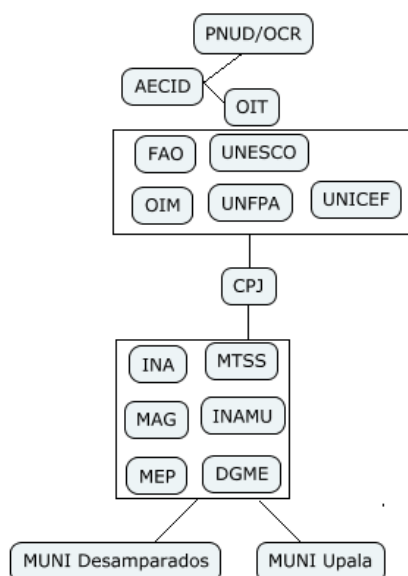 PNUD/OCR
AECID
OIT
FAO UNESCO
OIM UNFPA UNICEF
CPJ
INA MTSS
MAG INAMU
MEP DGME
MUNI Desamparados MUNI Upala